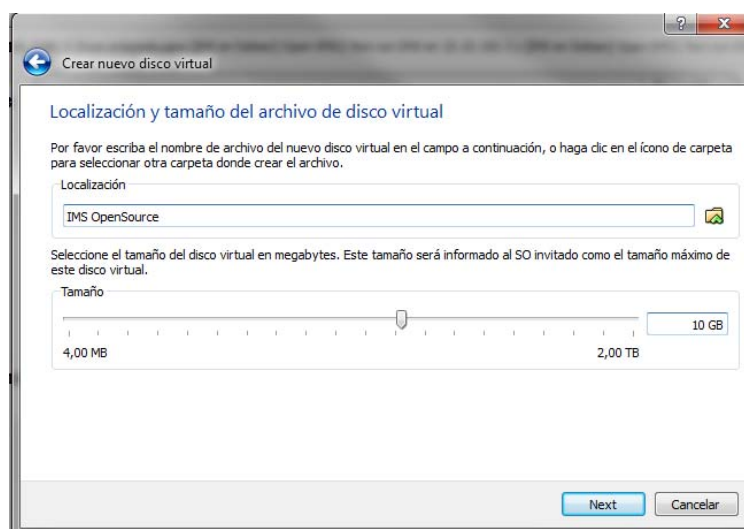 ?
Crear nuevo disco virtual
Localización y tamaño del archivo de disco virtual
Por favor escriba el nombre de archivo del nuevo disco virtual en el campo a continuación, o haga clic en el ícono de carpeta
para seleccionar otra carpeta donde crear el archivo.
Localización
IMS OpenSource
Seleccione el tamaño del disco virtual en megabytes. Este tamaño será informado al SO invitado como el tamaño máximo de
este disco virtual.
Tamaño
10 GB
4,00 MB 2,00 TB
Next Cancelar